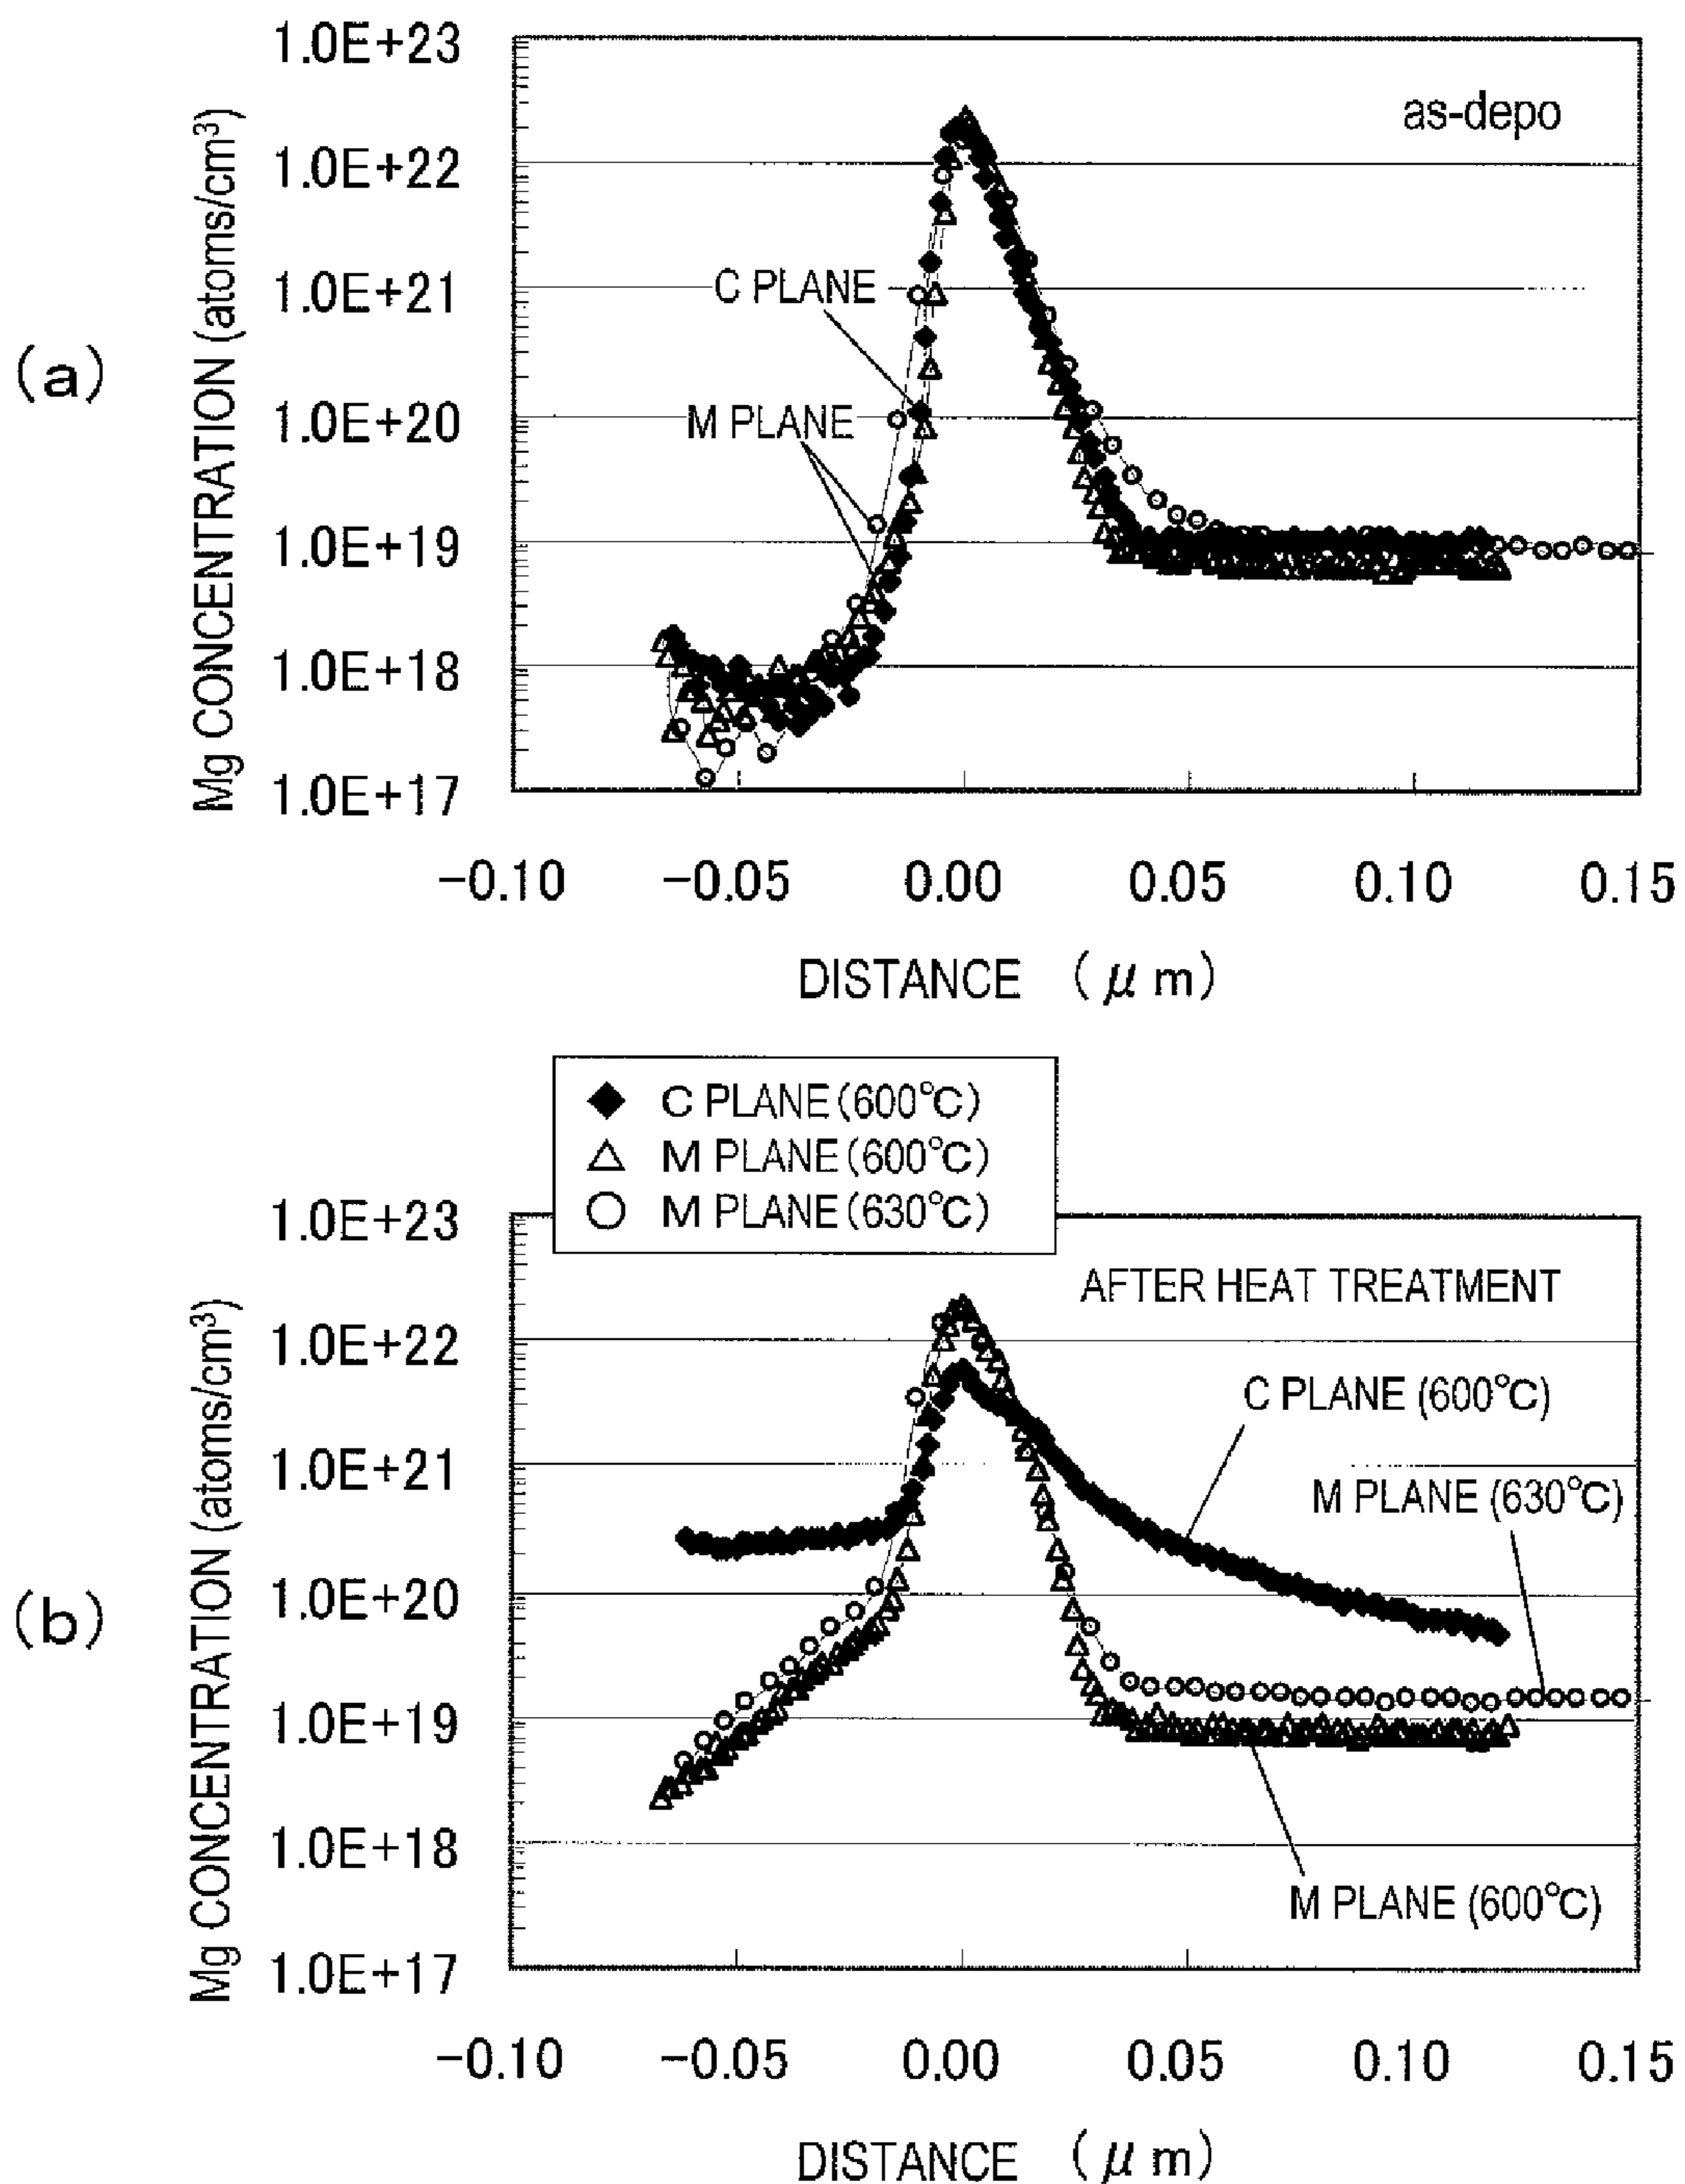 (a)
Mg CONCENTRATION (atoms/cm³)
1.0E+23
1.0E+22
1.0E+21
1.0E+20
1.0E+19
1.0E+18
1.0E+17
as-depo
C PLANE
M PLANE
−0.10 −0.05 0.00 0.05 0.10 0.15
DISTANCE (μm)
◆ C PLANE (600°C)
△ M PLANE (600°C)
○ M PLANE (630°C)
(b)
Mg CONCENTRATION (atoms/cm³)
1.0E+23
1.0E+22
1.0E+21
1.0E+20
1.0E+19
1.0E+18
1.0E+17
AFTER HEAT TREATMENT
C PLANE (600°C)
M PLANE (630°C)
M PLANE (600°C)
−0.10 −0.05 0.00 0.05 0.10 0.15
DISTANCE (μm)